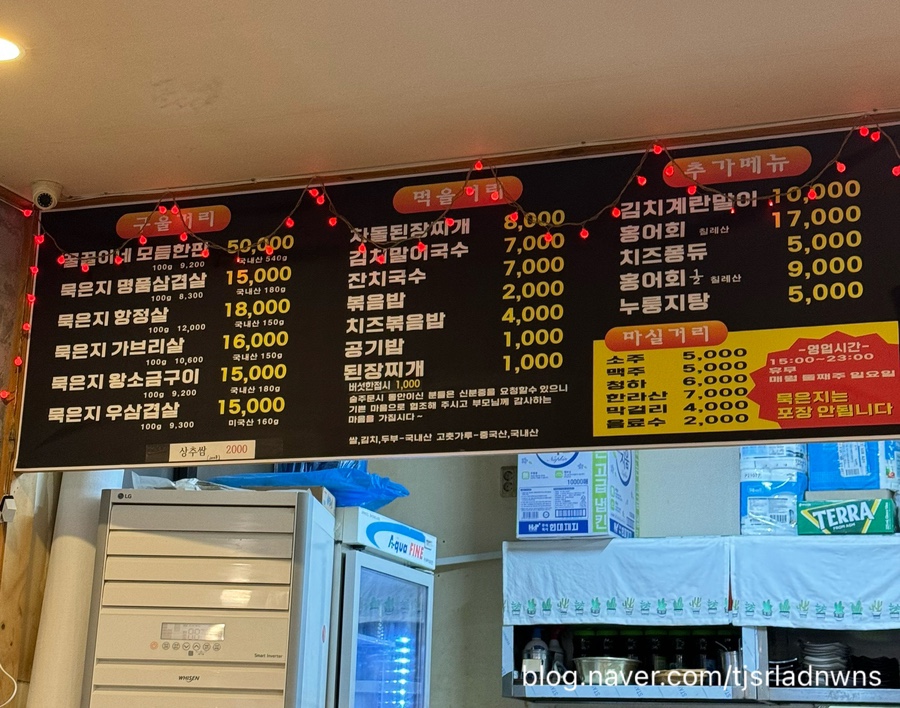 구울거리
꿀꿀이네 모듬한판 50,000
100g 9,200 국내산 540g
묵은지 명품삼겹살 15,000
100g 8,300 국내산 180g
묵은지 항정살 18,000
100g 12,000 국내산 150g
묵은지 가브리살 16,000
100g 10,600 국내산 150g
묵은지 왕소금구이 15,000
국내산 180g
묵은지 우삼겹살 15,000
100g 9,300 미국산 160g
상추쌈 2000
먹을거리
차돌된장찌개 8,000
김치말이국수 7,000
잔치국수 7,000
볶음밥 2,000
치즈볶음밥 4,000
공기밥 1,000
된장찌개 1,000
버섯한접시 1,000
술주문시 동안이신 분들은 신분증을 요청할수 있으니
기쁜 마음으로 협조해 주시고 부모님께 감사하는
마음을 가집시다~
쌀,김치,두부-국내산 고춧가루-중국산,국내산
추가메뉴
김치계란말이 10,000
홍어회 칠레산 17,000
치즈퐁듀 5,000
홍어회 ½ 칠레산 9,000
누룽지탕 5,000
마실거리
소주 5,000
맥주 5,000
청하 6,000
한라산 7,000
막걸리 4,000
음료수 2,000
-영업시간-
15:00~23:00
휴무
매월 둘째주 일요일
묵은지는
포장 안됩니다
LG
Aqua FINE
Smart Inverter
WHISEN
10000매
고급냅킨
TERRA
blog.naver.com/tjsrladnwns